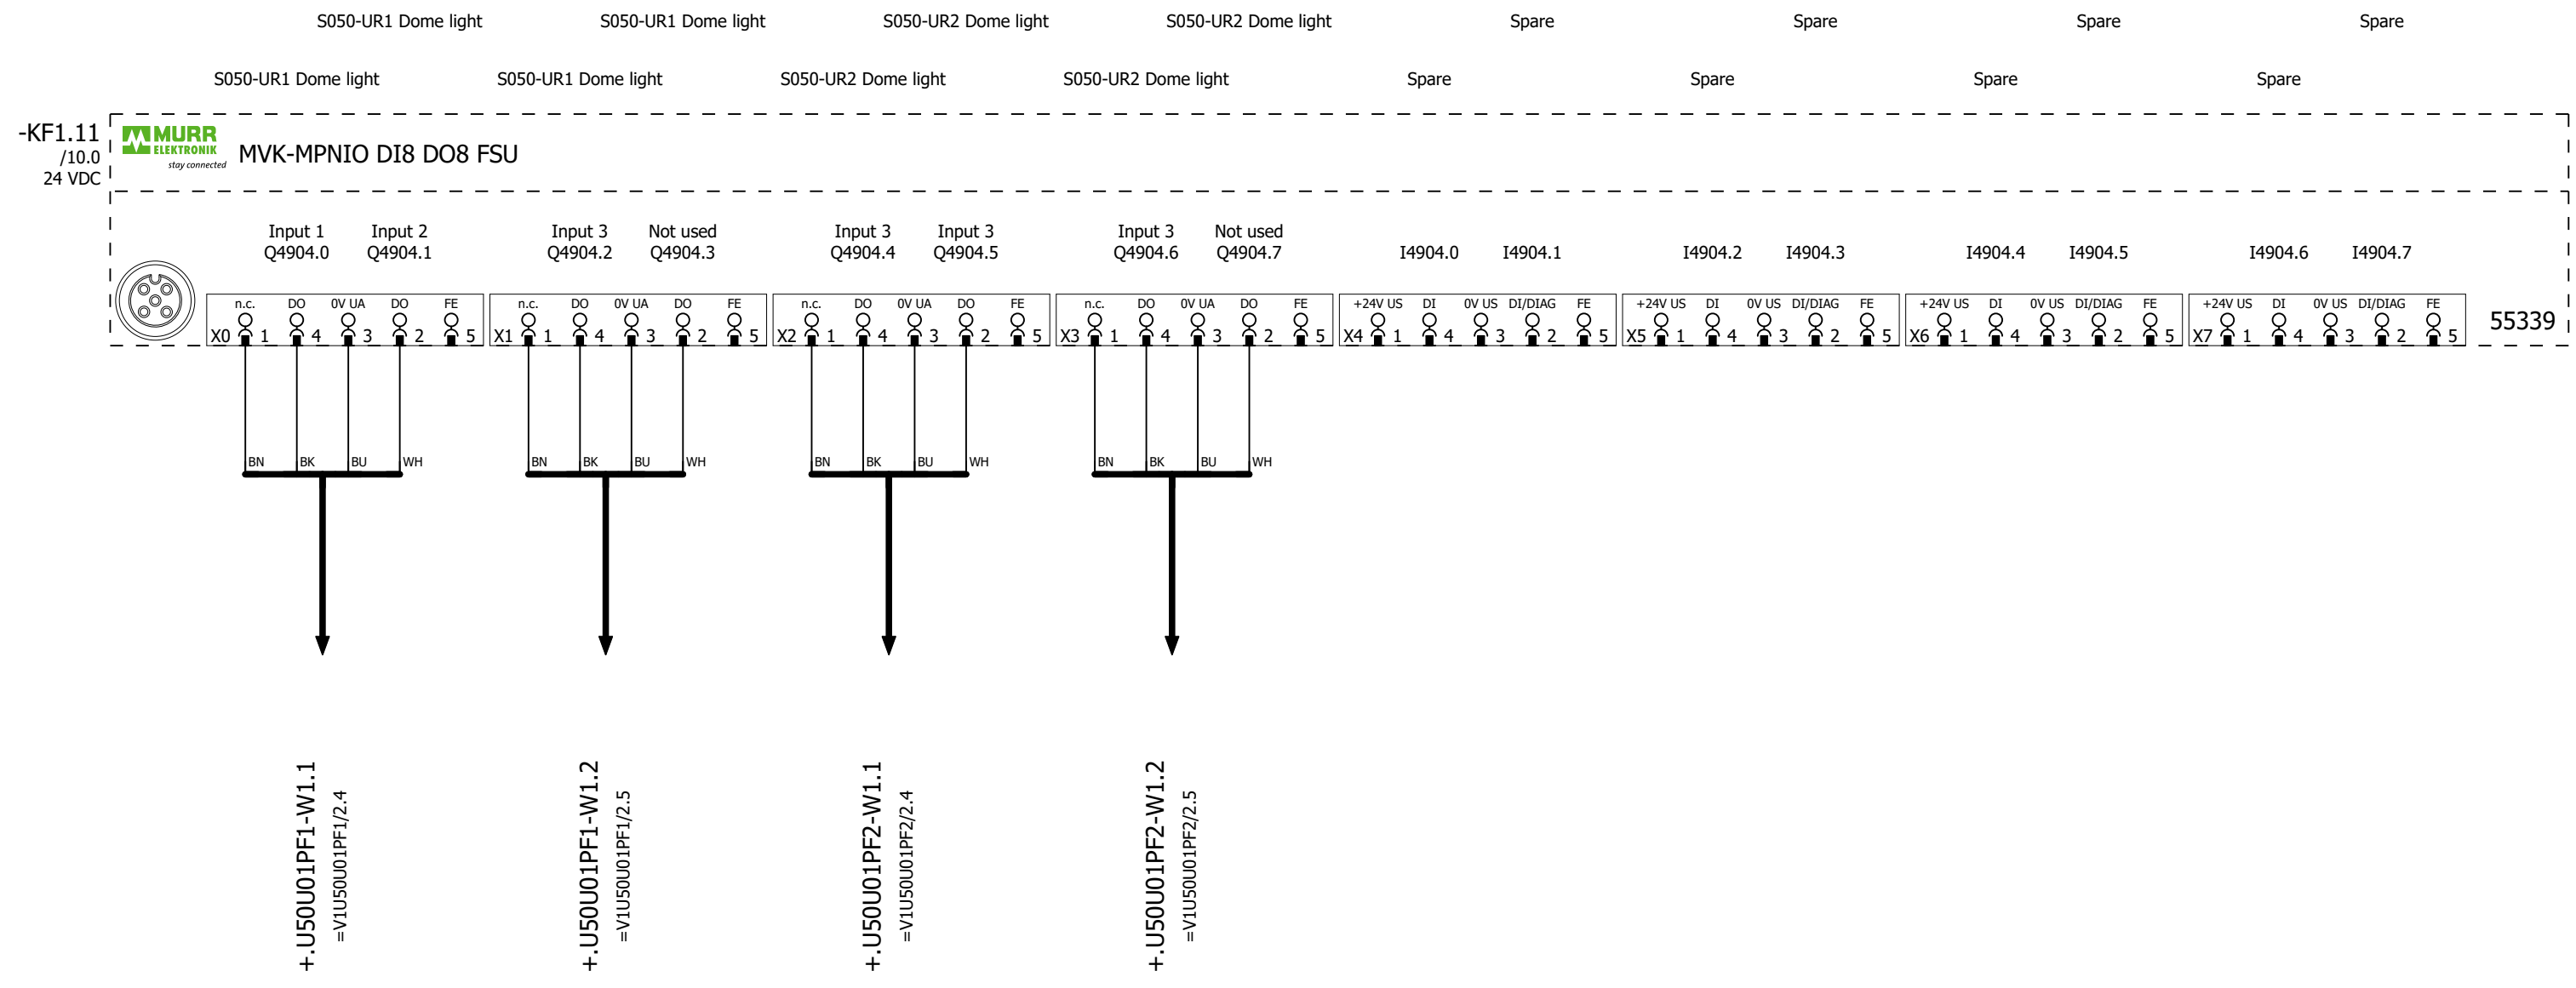 S050-UR1 Dome light S050-UR1 Dome light S050-UR2 Dome light S050-UR2 Dome light Spare Spare Spare Spare
S050-UR1 Dome light S050-UR1 Dome light S050-UR2 Dome light S050-UR2 Dome light Spare Spare Spare Spare
-KF1.11
/10.0
24 VDC
MURR
ELEKTRONIK
stay connected
MVK-MPNIO DI8 DO8 FSU
Input 1 Input 2 Input 3 Not used Input 3 Input 3 Input 3 Not used
Q4904.0 Q4904.1 Q4904.2 Q4904.3 Q4904.4 Q4904.5 Q4904.6 Q4904.7 I4904.0 I4904.1 I4904.2 I4904.3 I4904.4 I4904.5 I4904.6 I4904.7
n.c. DO 0V UA DO FE n.c. DO 0V UA DO FE n.c. DO 0V UA DO FE n.c. DO 0V UA DO FE +24V US DI 0V US DI/DIAG FE +24V US DI 0V US DI/DIAG FE +24V US DI 0V US DI/DIAG FE +24V US DI 0V US DI/DIAG FE
X0 1 4 3 2 5 X1 1 4 3 2 5 X2 1 4 3 2 5 X3 1 4 3 2 5 X4 1 4 3 2 5 X5 1 4 3 2 5 X6 1 4 3 2 5 X7 1 4 3 2 5
55339
BN BK BU WH BN BK BU WH BN BK BU WH BN BK BU WH
+.U50U01PF1-W1.1
=V1U50U01PF1/2.4
+.U50U01PF1-W1.2
=V1U50U01PF1/2.5
+.U50U01PF2-W1.1
=V1U50U01PF2/2.4
+.U50U01PF2-W1.2
=V1U50U01PF2/2.5